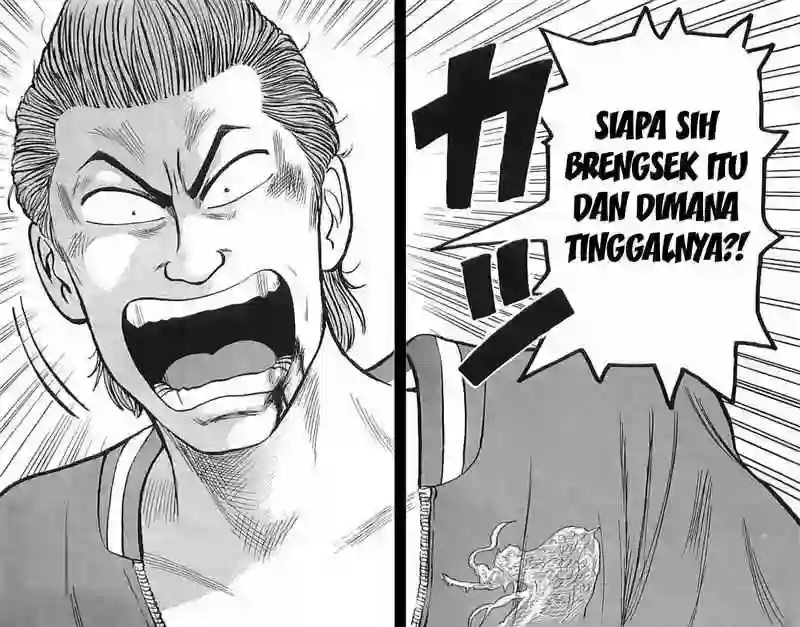 カッ
SIAPA SIH
BRENGSEK ITU
DAN DIMANA
TINGGALNYA?!